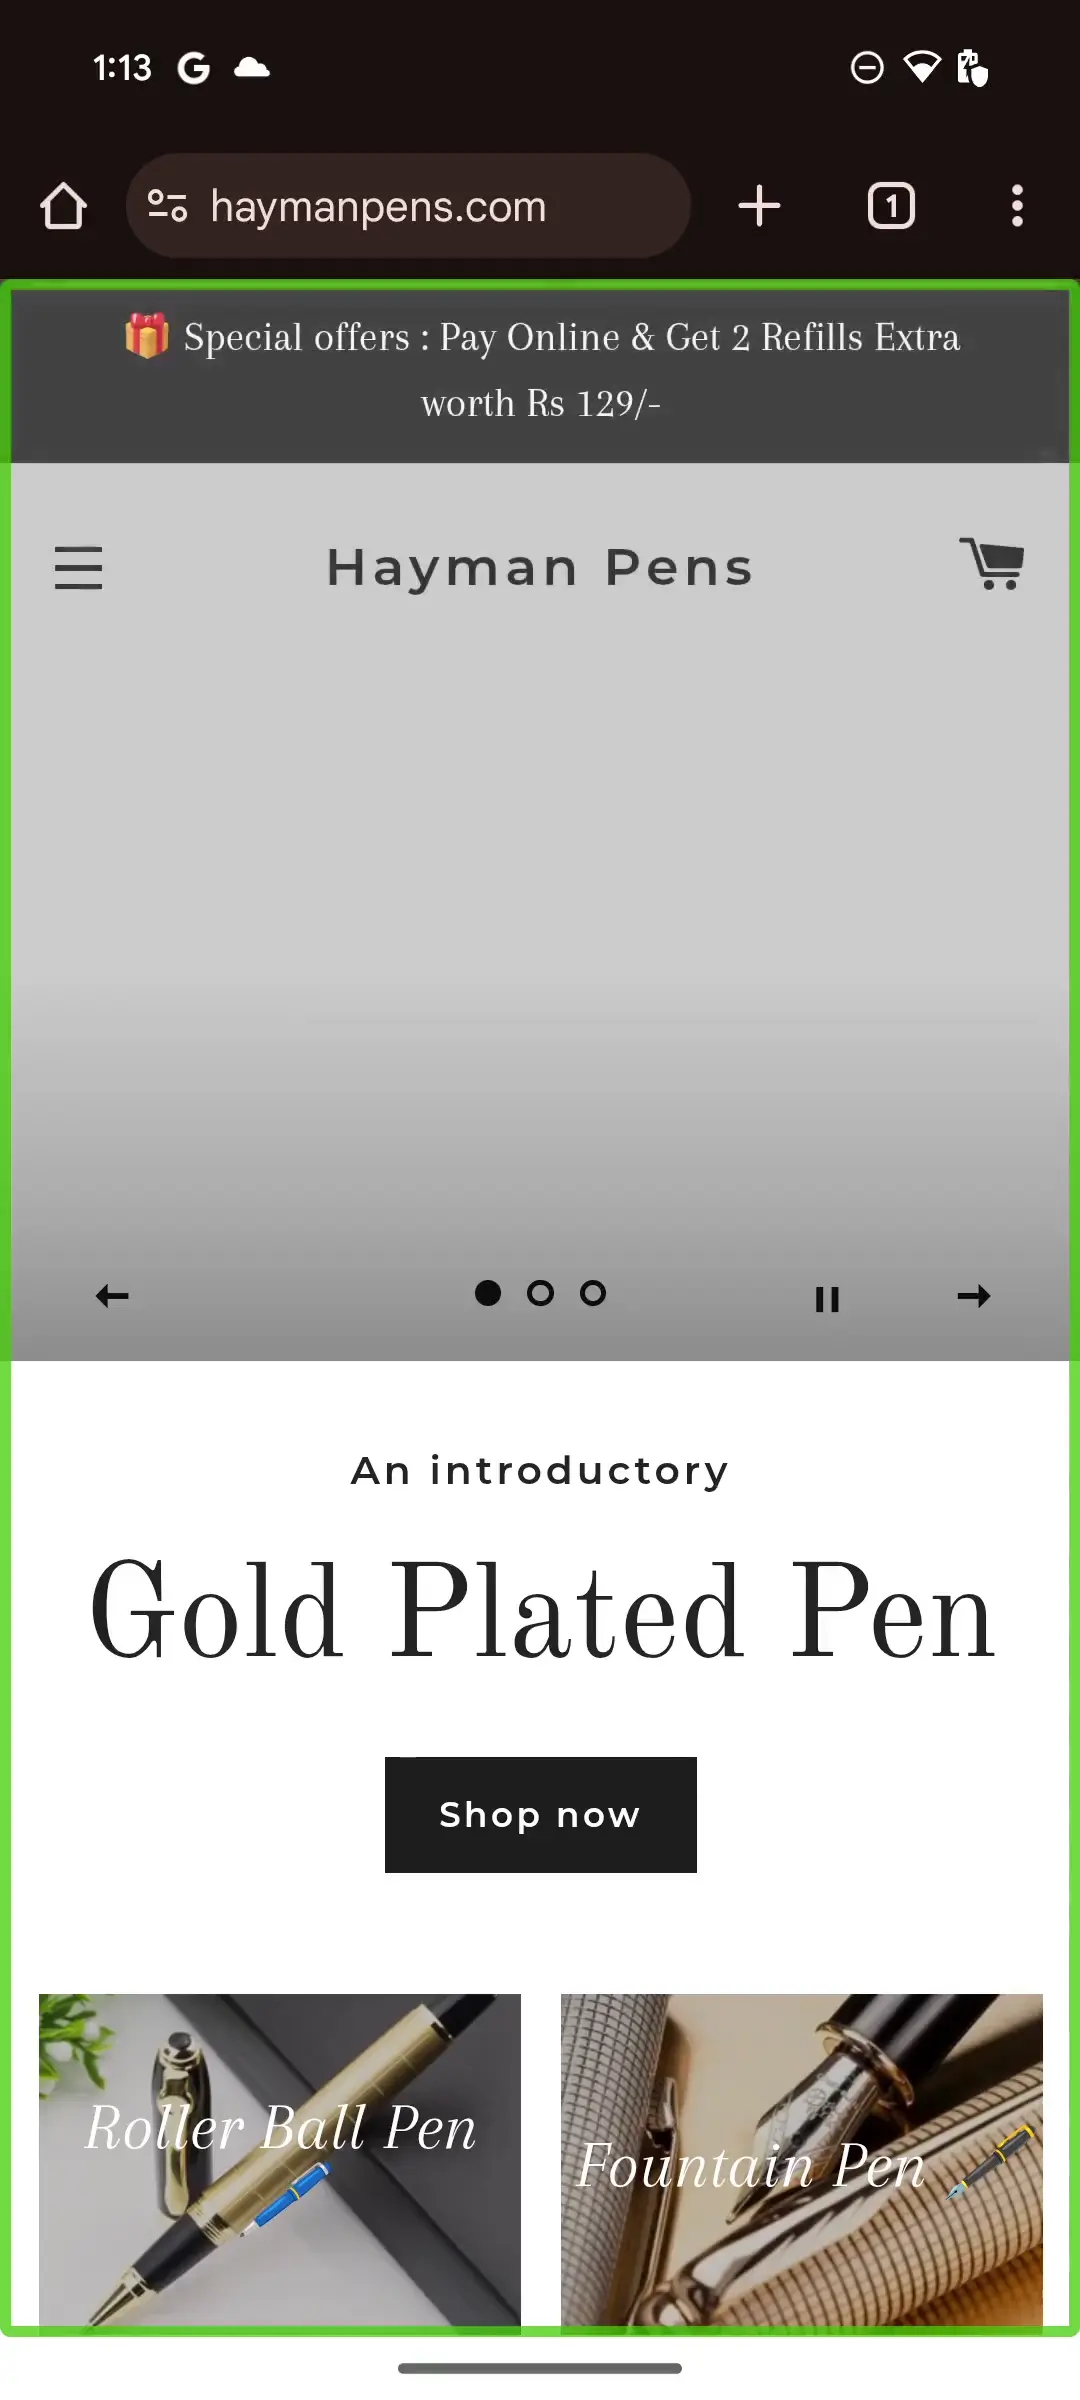 1:13
haymanpens.com
1
🎁 Special offers : Pay Online & Get 2 Refills Extra
worth Rs 129/-
Hayman Pens
An introductory
Gold Plated Pen
Shop now
Roller Ball Pen
Fountain Pen